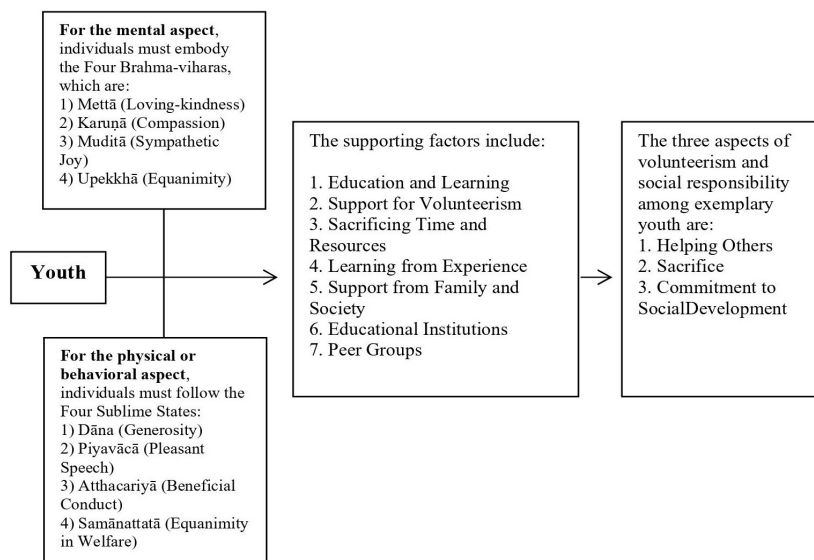 For the mental aspect,
individuals must embody
the Four Brahma-viharas,
which are:
1) Mettā (Loving-kindness)
2) Karuṇā (Compassion)
3) Muditā (Sympathetic
Joy)
4) Upekkhā (Equanimity)
Youth
For the physical or
behavioral aspect,
individuals must follow the
Four Sublime States:
1) Dāna (Generosity)
2) Piyavācā (Pleasant
Speech)
3) Atthacariyā (Beneficial
Conduct)
4) Samānattatā (Equanimity
in Welfare)
The supporting factors include:
1. Education and Learning
2. Support for Volunteerism
3. Sacrificing Time and
Resources
4. Learning from Experience
5. Support from Family and
Society
6. Educational Institutions
7. Peer Groups
The three aspects of
volunteerism and
social responsibility
among exemplary
youth are:
1. Helping Others
2. Sacrifice
3. Commitment to
SocialDevelopment